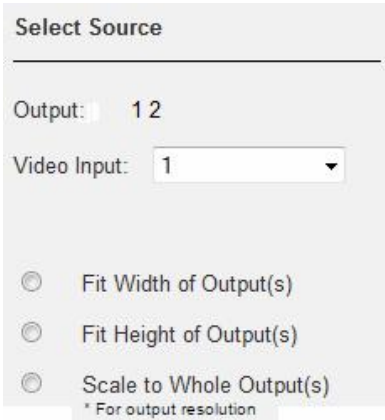 Select Source
Output: 1 2
Video Input: 1
Fit Width of Output(s)
Fit Height of Output(s)
Scale to Whole Output(s)
* For output resolution